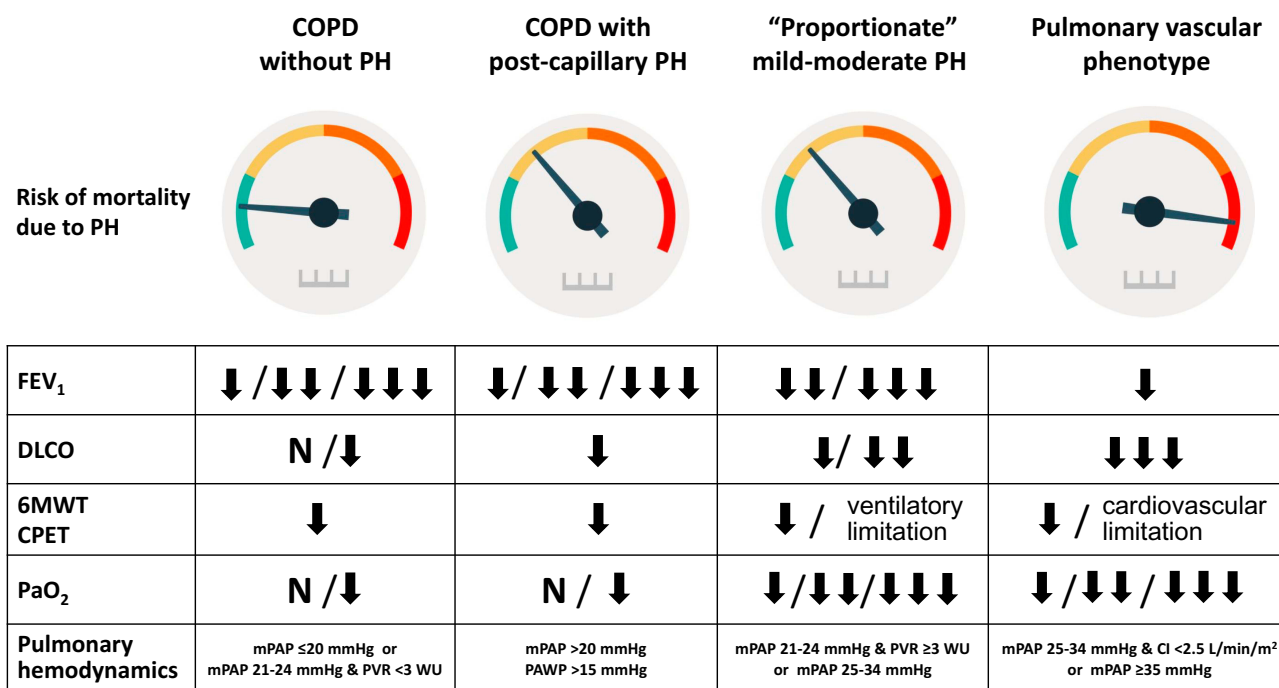 COPD
without PH
COPD with
post-capillary PH
“Proportionate”
mild-moderate PH
Pulmonary vascular
phenotype
Risk of mortality
due to PH
FEV₁
DLCO
N /
6MWT
CPET
/ ventilatory
limitation
/ cardiovascular
limitation
PaO₂
N /
N /
Pulmonary
hemodynamics
mPAP ≤20 mmHg or
mPAP 21-24 mmHg & PVR <3 WU
mPAP >20 mmHg
PAWP >15 mmHg
mPAP 21-24 mmHg & PVR ≥3 WU
or mPAP 25-34 mmHg
mPAP 25-34 mmHg & CI <2.5 L/min/m²
or mPAP ≥35 mmHg